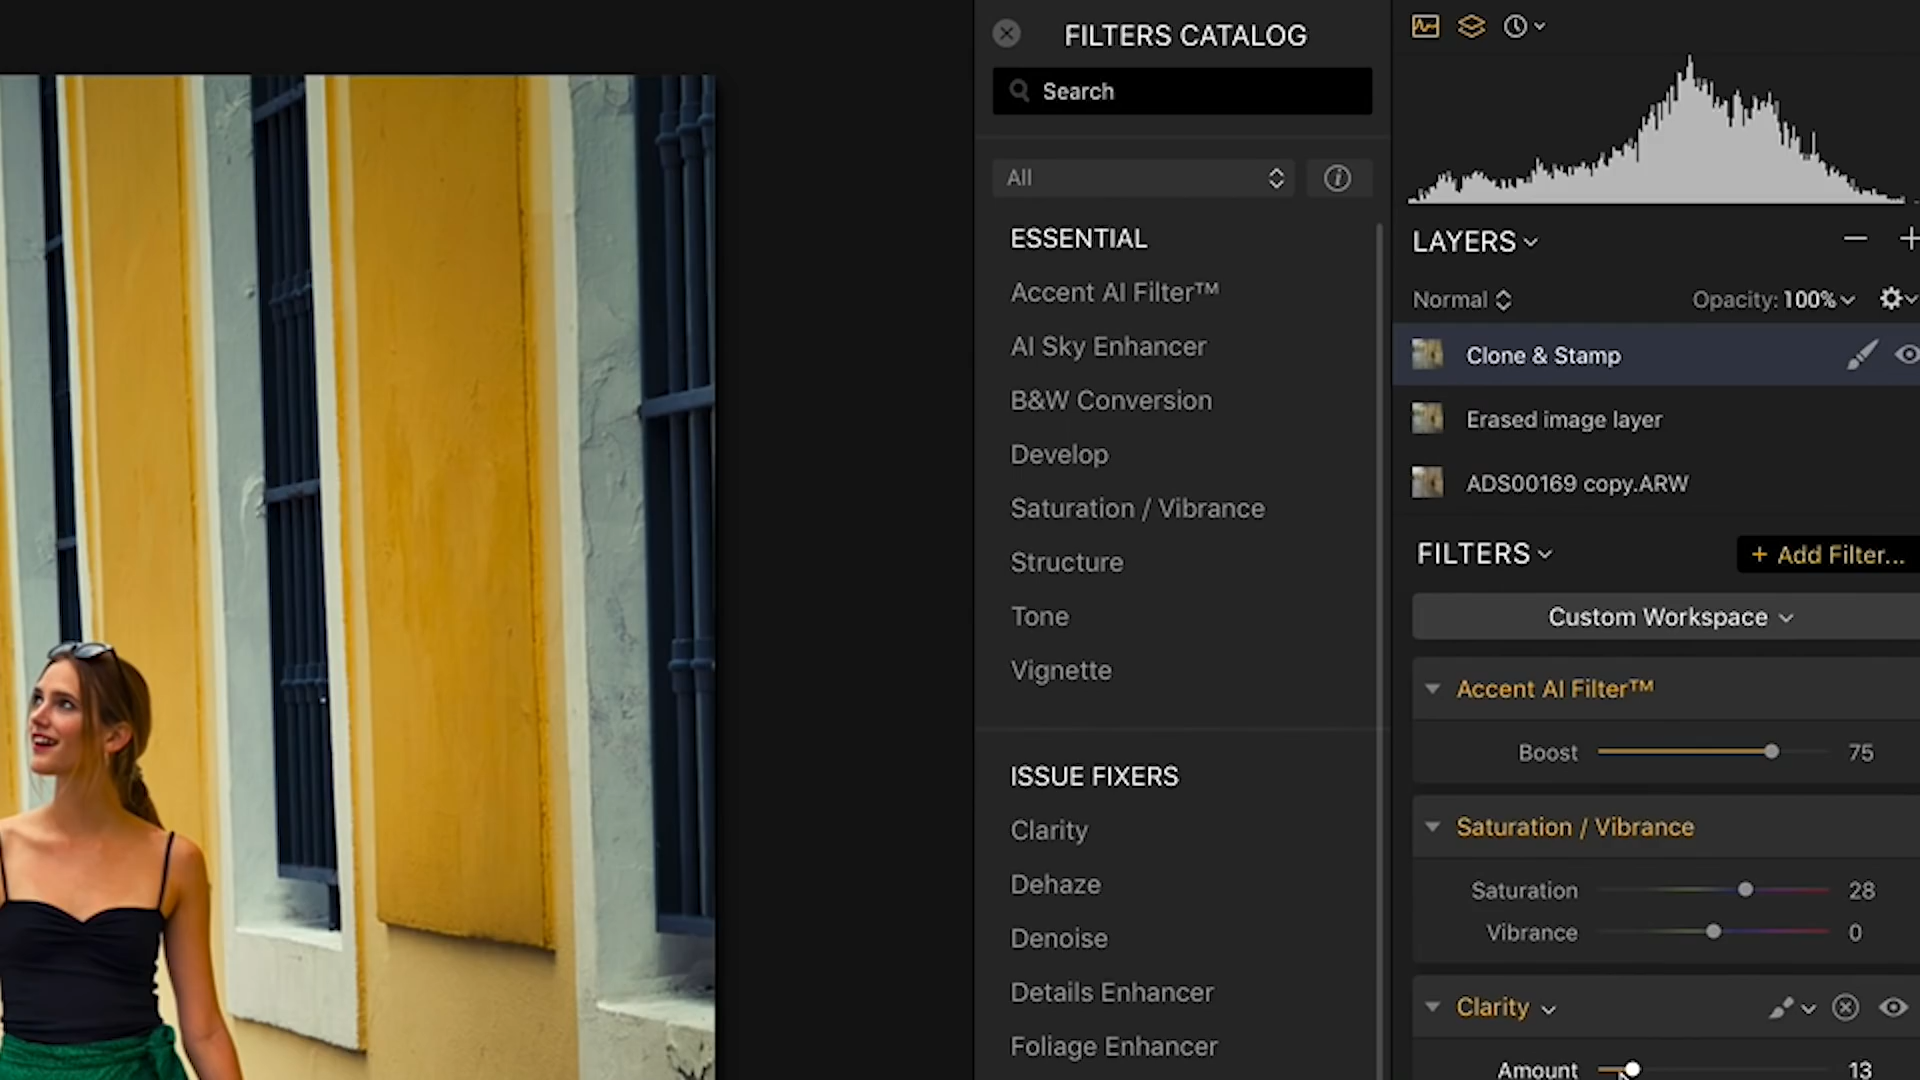 FILTERS CATALOG
Search
All
ESSENTIAL
Accent AI Filter™
AI Sky Enhancer
B&W Conversion
Develop
Saturation / Vibrance
Structure
Tone
Vignette
ISSUE FIXERS
Clarity
Dehaze
Denoise
Details Enhancer
Foliage Enhancer
LAYERS
Normal Opacity: 100%
Clone & Stamp
Erased image layer
ADS00169 copy.ARW
FILTERS + Add Filter...
Custom Workspace
Accent AI Filter™
Boost 75
Saturation / Vibrance
Saturation 28
Vibrance 0
Clarity
Amount 13